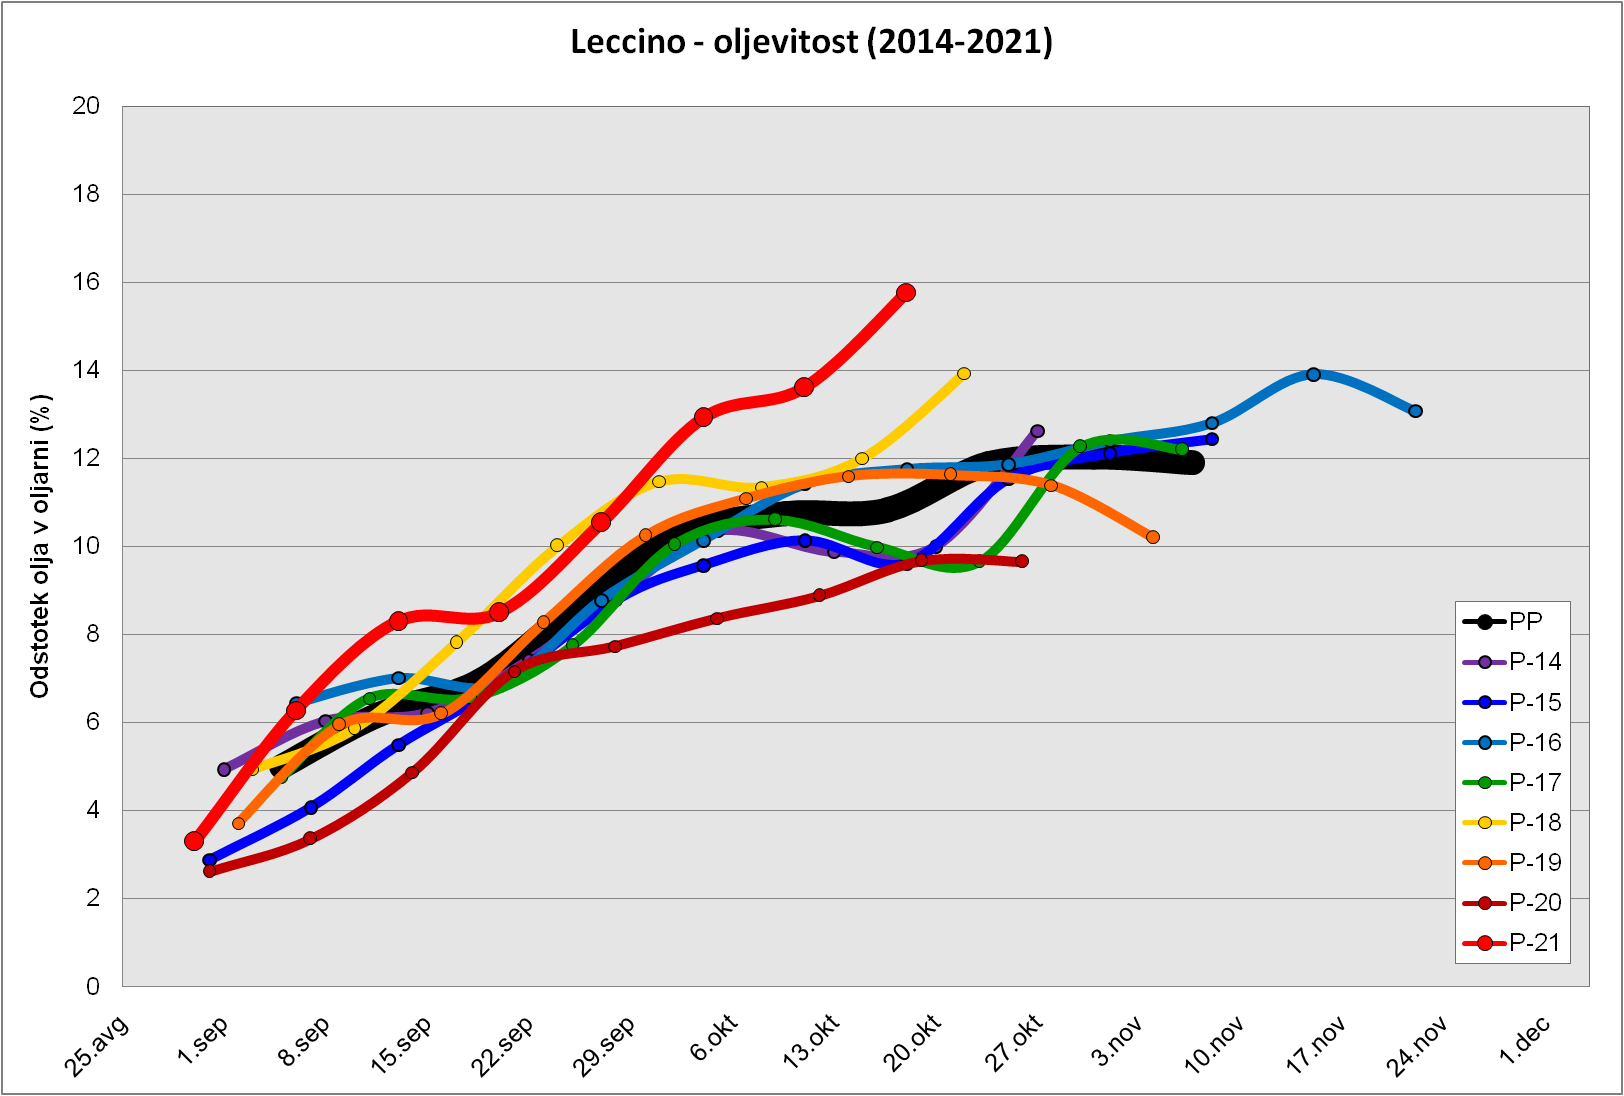 Leccino - oljevitost (2014-2021)
Odstotek olja v oljarni (%)
20
18
16
14
12
10
8
6
4
2
0
25.avg
1.sep
8.sep
15.sep
22.sep
29.sep
6.okt
13.okt
20.okt
27.okt
3.nov
10.nov
17.nov
24.nov
1.dec
PP
P-14
P-15
P-16
P-17
P-18
P-19
P-20
P-21